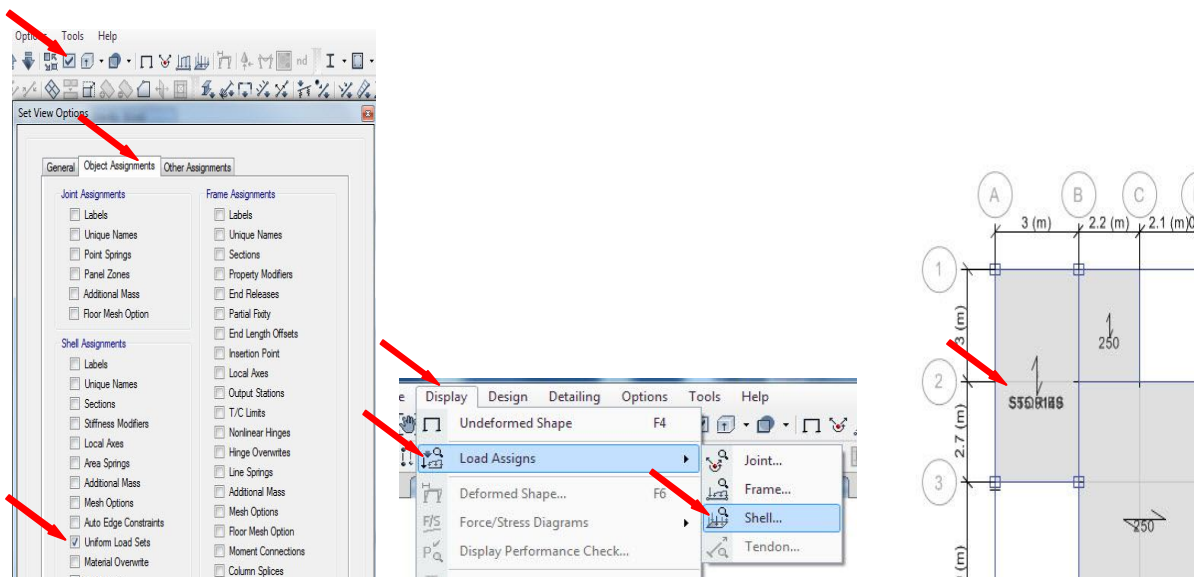 Options Tools Help
nd
Set View Options
General Object Assignments Other Assignments
Joint Assignments
Labels
Unique Names
Point Springs
Panel Zones
Additional Mass
Floor Mesh Option
Shell Assignments
Labels
Unique Names
Sections
Stiffness Modifiers
Local Axes
Area Springs
Additional Mass
Mesh Options
Auto Edge Constraints
Uniform Load Sets
Material Overwrite
Frame Assignments
Labels
Unique Names
Sections
Property Modifiers
End Releases
Partial Fixity
End Length Offsets
Insertion Point
Local Axes
Output Stations
T/C Limits
Nonlinear Hinges
Hinge Overwrites
Line Springs
Additional Mass
Mesh Options
Floor Mesh Option
Moment Connections
Column Splices
e Display Design Detailing Options Tools Help
Undeformed Shape F4
Load Assigns
Deformed Shape... F6
F/S Force/Stress Diagrams
Display Performance Check...
Joint...
Frame...
Shell...
Tendon...
A B C
3 (m) 2.2 (m) 2.1 (m)
1
3 (m)
250
2
2.7 (m)
3
250
(m)